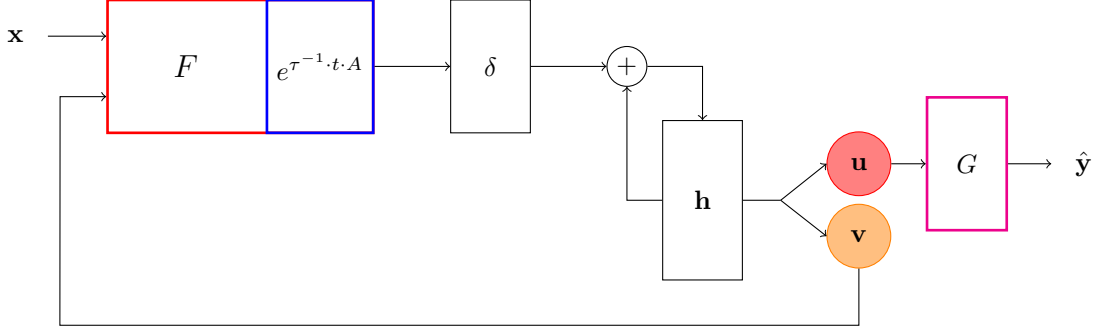 x
F
e^{τ^{-1}·t·A}
δ
+
h
u
v
G
ŷ